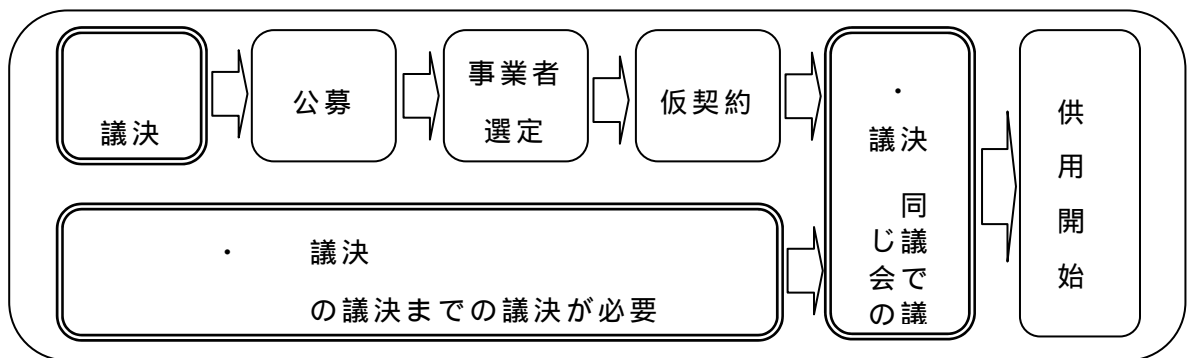 議決
公募
事業者
選定
仮契約
・
議決
同
じ議
会で
の議
供用開始
・　議決
の議決までの議決が必要